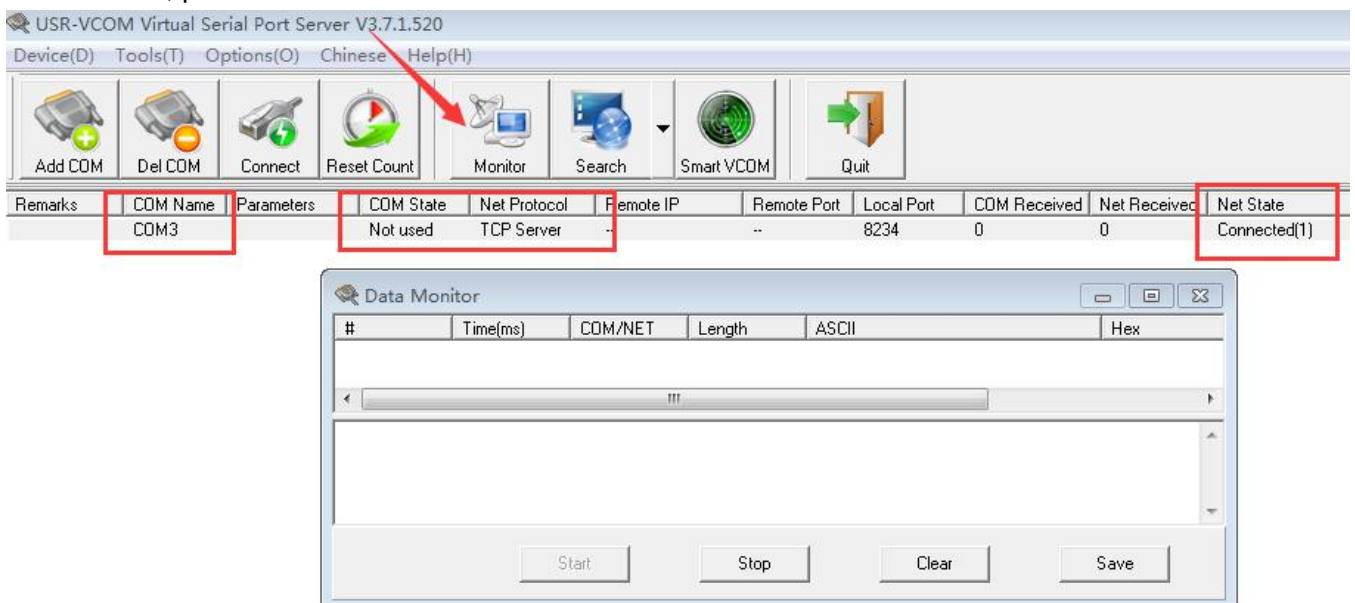 USR-VCOM Virtual Serial Port Server V3.7.1.520
Device(D) Tools(T) Options(O) Chinese Help(H)
Add COM Del COM Connect Reset Count Monitor Search Smart VCOM Quit
Remarks COM Name Parameters COM State Net Protocol Remote IP Remote Port Local Port COM Received Net Received Net State
COM3 Not used TCP Server -- -- 8234 0 0 Connected(1)
Data Monitor
# Time(ms) COM/NET Length ASCII Hex
Start Stop Clear Save